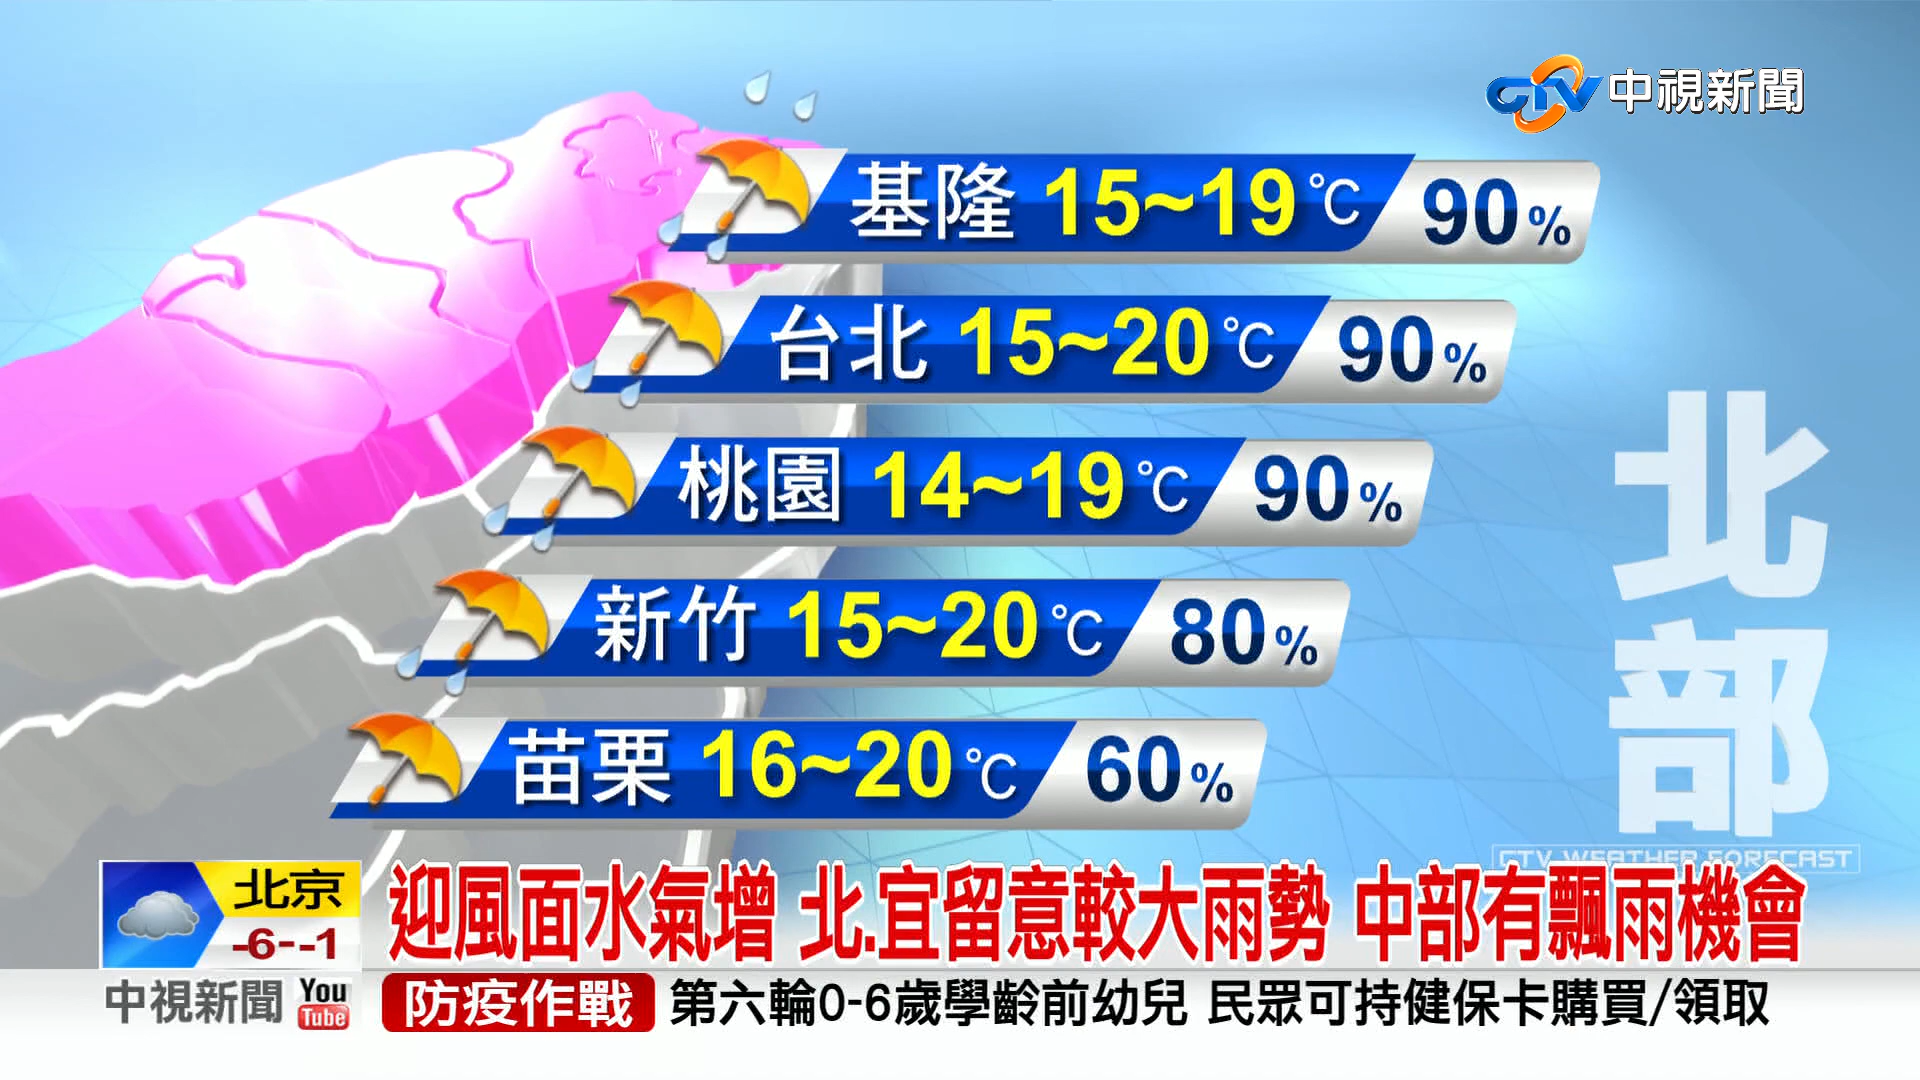 CTV 中視新聞
基隆 15~19℃ 90%
台北 15~20℃ 90%
桃園 14~19℃ 90%
新竹 15~20℃ 80%
苗栗 16~20℃ 60%
北部
CTV WEATHER FORECAST
北京
-6--1
迎風面水氣增 北.宜留意較大雨勢 中部有飄雨機會
中視新聞 YouTube
防疫作戰 第六輪0-6歲學齡前幼兒 民眾可持健保卡購買/領取